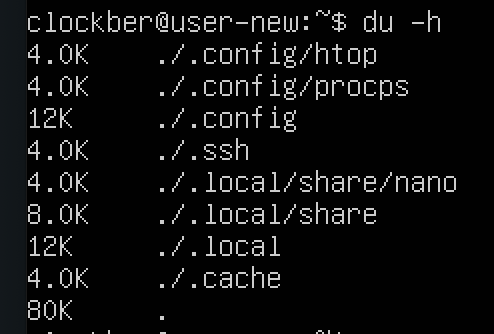 clockber@user-new:~$ du -h
4.0K ./.config/htop
4.0K ./.config/procps
12K ./.config
4.0K ./.ssh
4.0K ./.local/share/nano
8.0K ./.local/share
12K ./.local
4.0K ./.cache
80K .